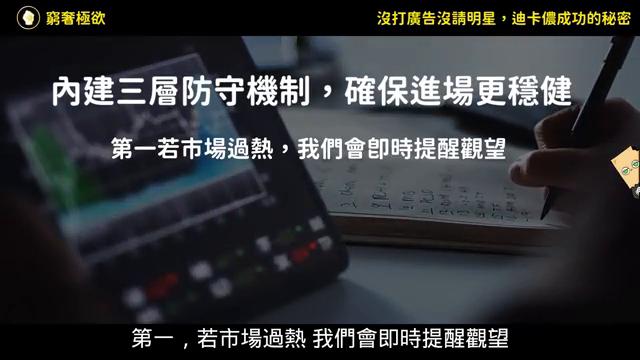 窮奢極欲
沒打廣告沒請明星，迪卡儂成功的秘密
內建三層防守機制，確保進場更穩健
第一若市場過熱，我們會即時提醒觀望
第一，若市場過熱 我們會即時提醒觀望